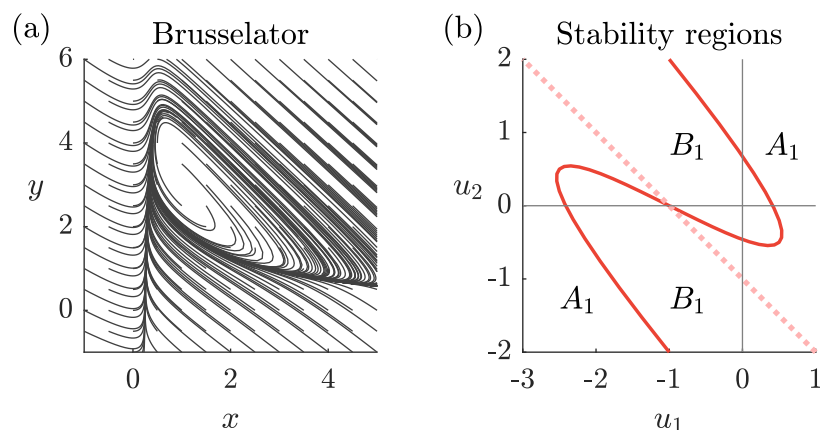 (a) Brusselator
6
4
y
2
0
0 2 4
x
(b) Stability regions
2
B₁ A₁
1
u₂
0
-1
A₁ B₁
-2
-3 -2 -1 0 1
u₁